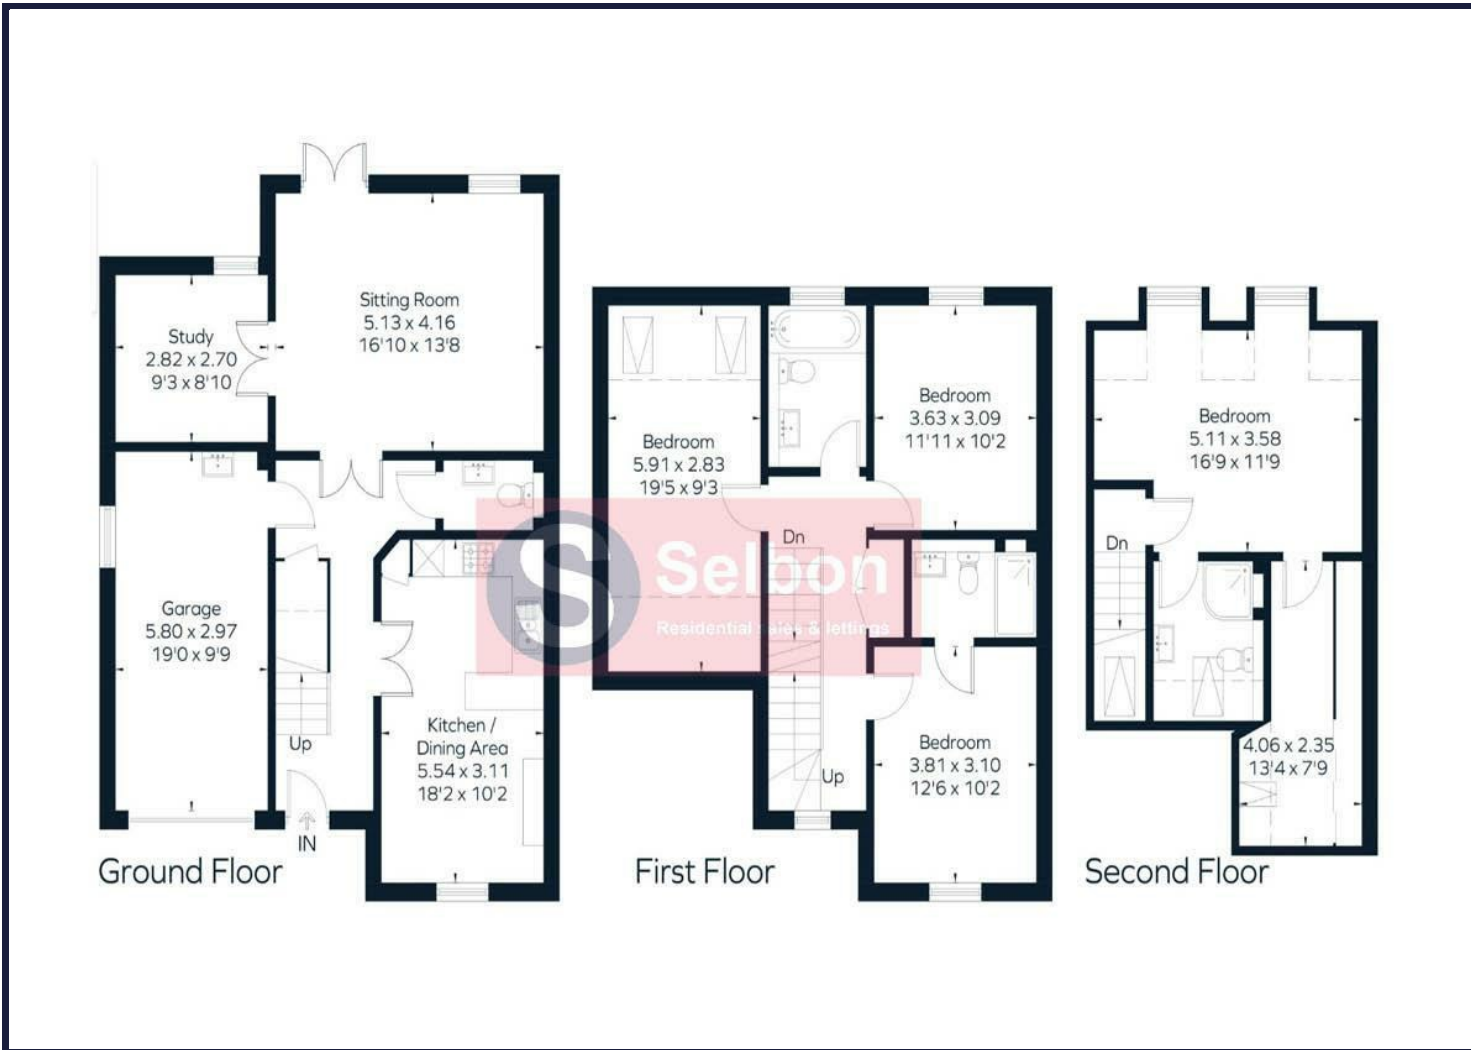 Sitting Room
5.13 x 4.16
16'10 x 13'8
Study
2.82 x 2.70
9'3 x 8'10
Garage
5.80 x 2.97
19'0 x 9'9
Up
Kitchen /
Dining Area
5.54 x 3.11
18'2 x 10'2
IN
Ground Floor
Bedroom
5.91 x 2.83
19'5 x 9'3
Bedroom
3.63 x 3.09
11'11 x 10'2
Dn
S Selbon
Residential sales & lettings
Bedroom
3.81 x 3.10
12'6 x 10'2
Up
First Floor
Bedroom
5.11 x 3.58
16'9 x 11'9
Dn
4.06 x 2.35
13'4 x 7'9
Second Floor